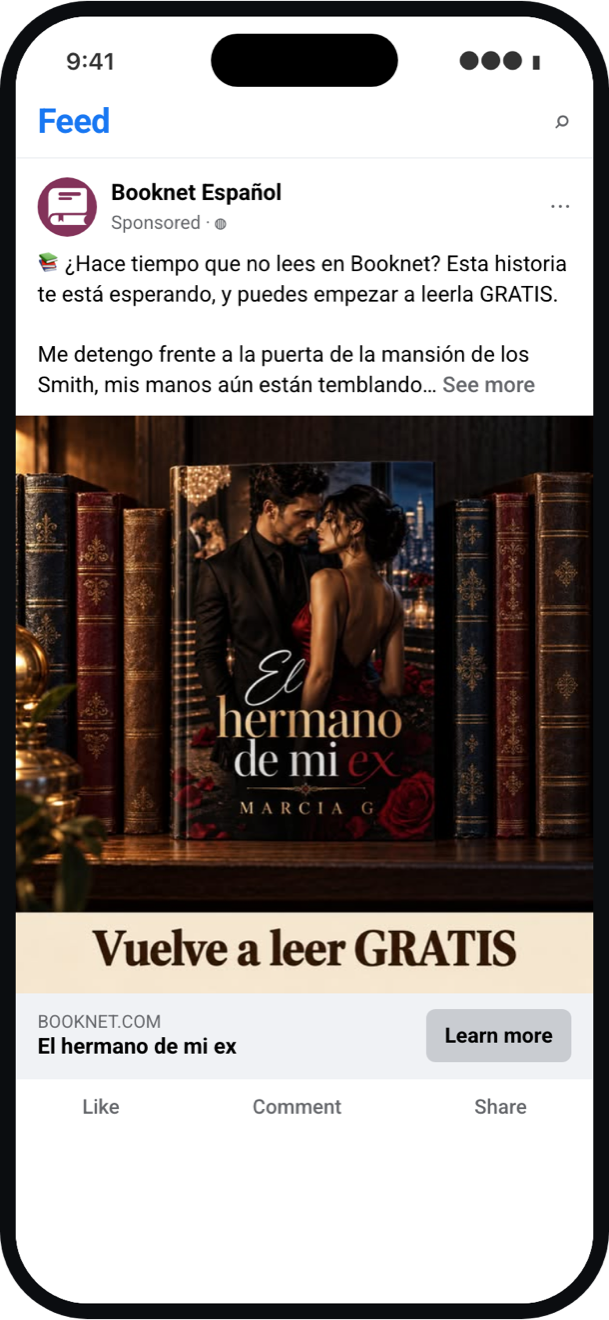 9:41
Feed
Booknet Español
Sponsored ·
📚 ¿Hace tiempo que no lees en Booknet? Esta historia
te está esperando, y puedes empezar a leerla GRATIS.
Me detengo frente a la puerta de la mansión de los
Smith, mis manos aún están temblando... See more
El
hermano
de mi ex
MARCIA G
Vuelve a leer GRATIS
BOOKNET.COM
El hermano de mi ex
Learn more
Like
Comment
Share